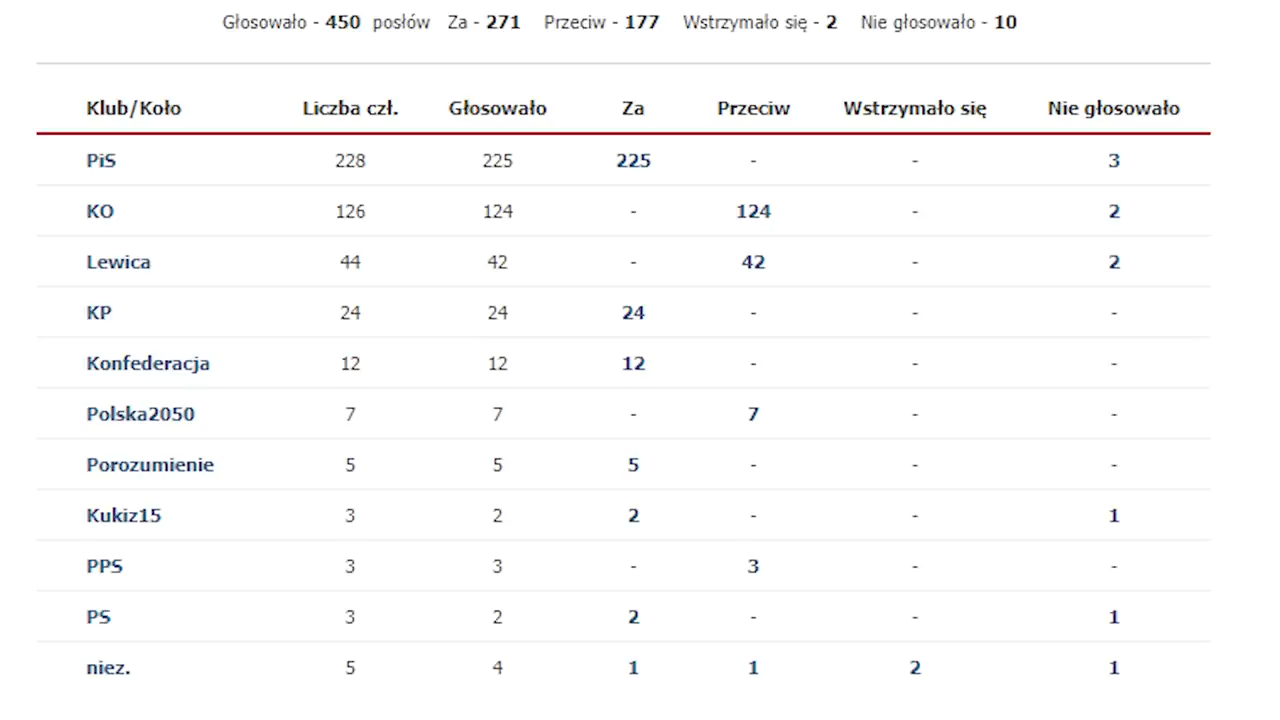 Głosowało - 450 posłów Za - 271 Przeciw - 177 Wstrzymało się - 2 Nie głosowało - 10
Klub/Koło Liczba czł. Głosowało Za Przeciw Wstrzymało się Nie głosowało
PiS 228 225 225 - - 3
KO 126 124 - 124 - 2
Lewica 44 42 - 42 - 2
KP 24 24 24 - - -
Konfederacja 12 12 12 - - -
Polska2050 7 7 - 7 - -
Porozumienie 5 5 5 - - -
Kukiz15 3 2 2 - - 1
PPS 3 3 - 3 - -
PS 3 2 2 - - 1
niez. 5 4 1 1 2 1